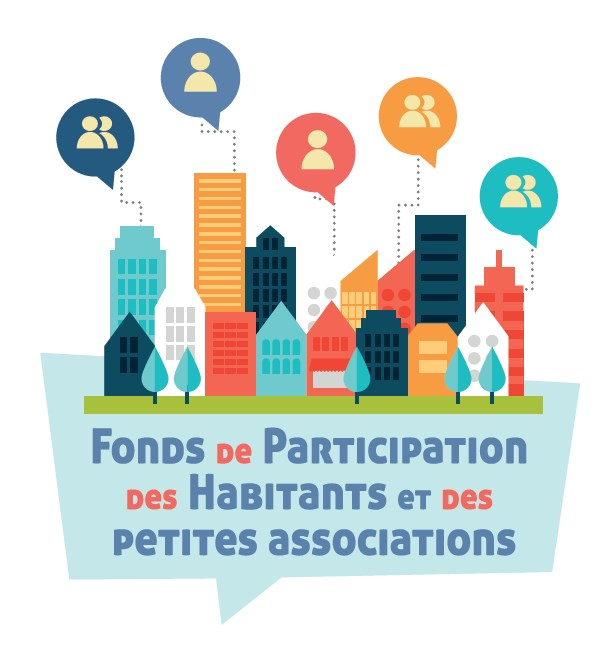 Fonds de Participation
des Habitants et des
petites associations